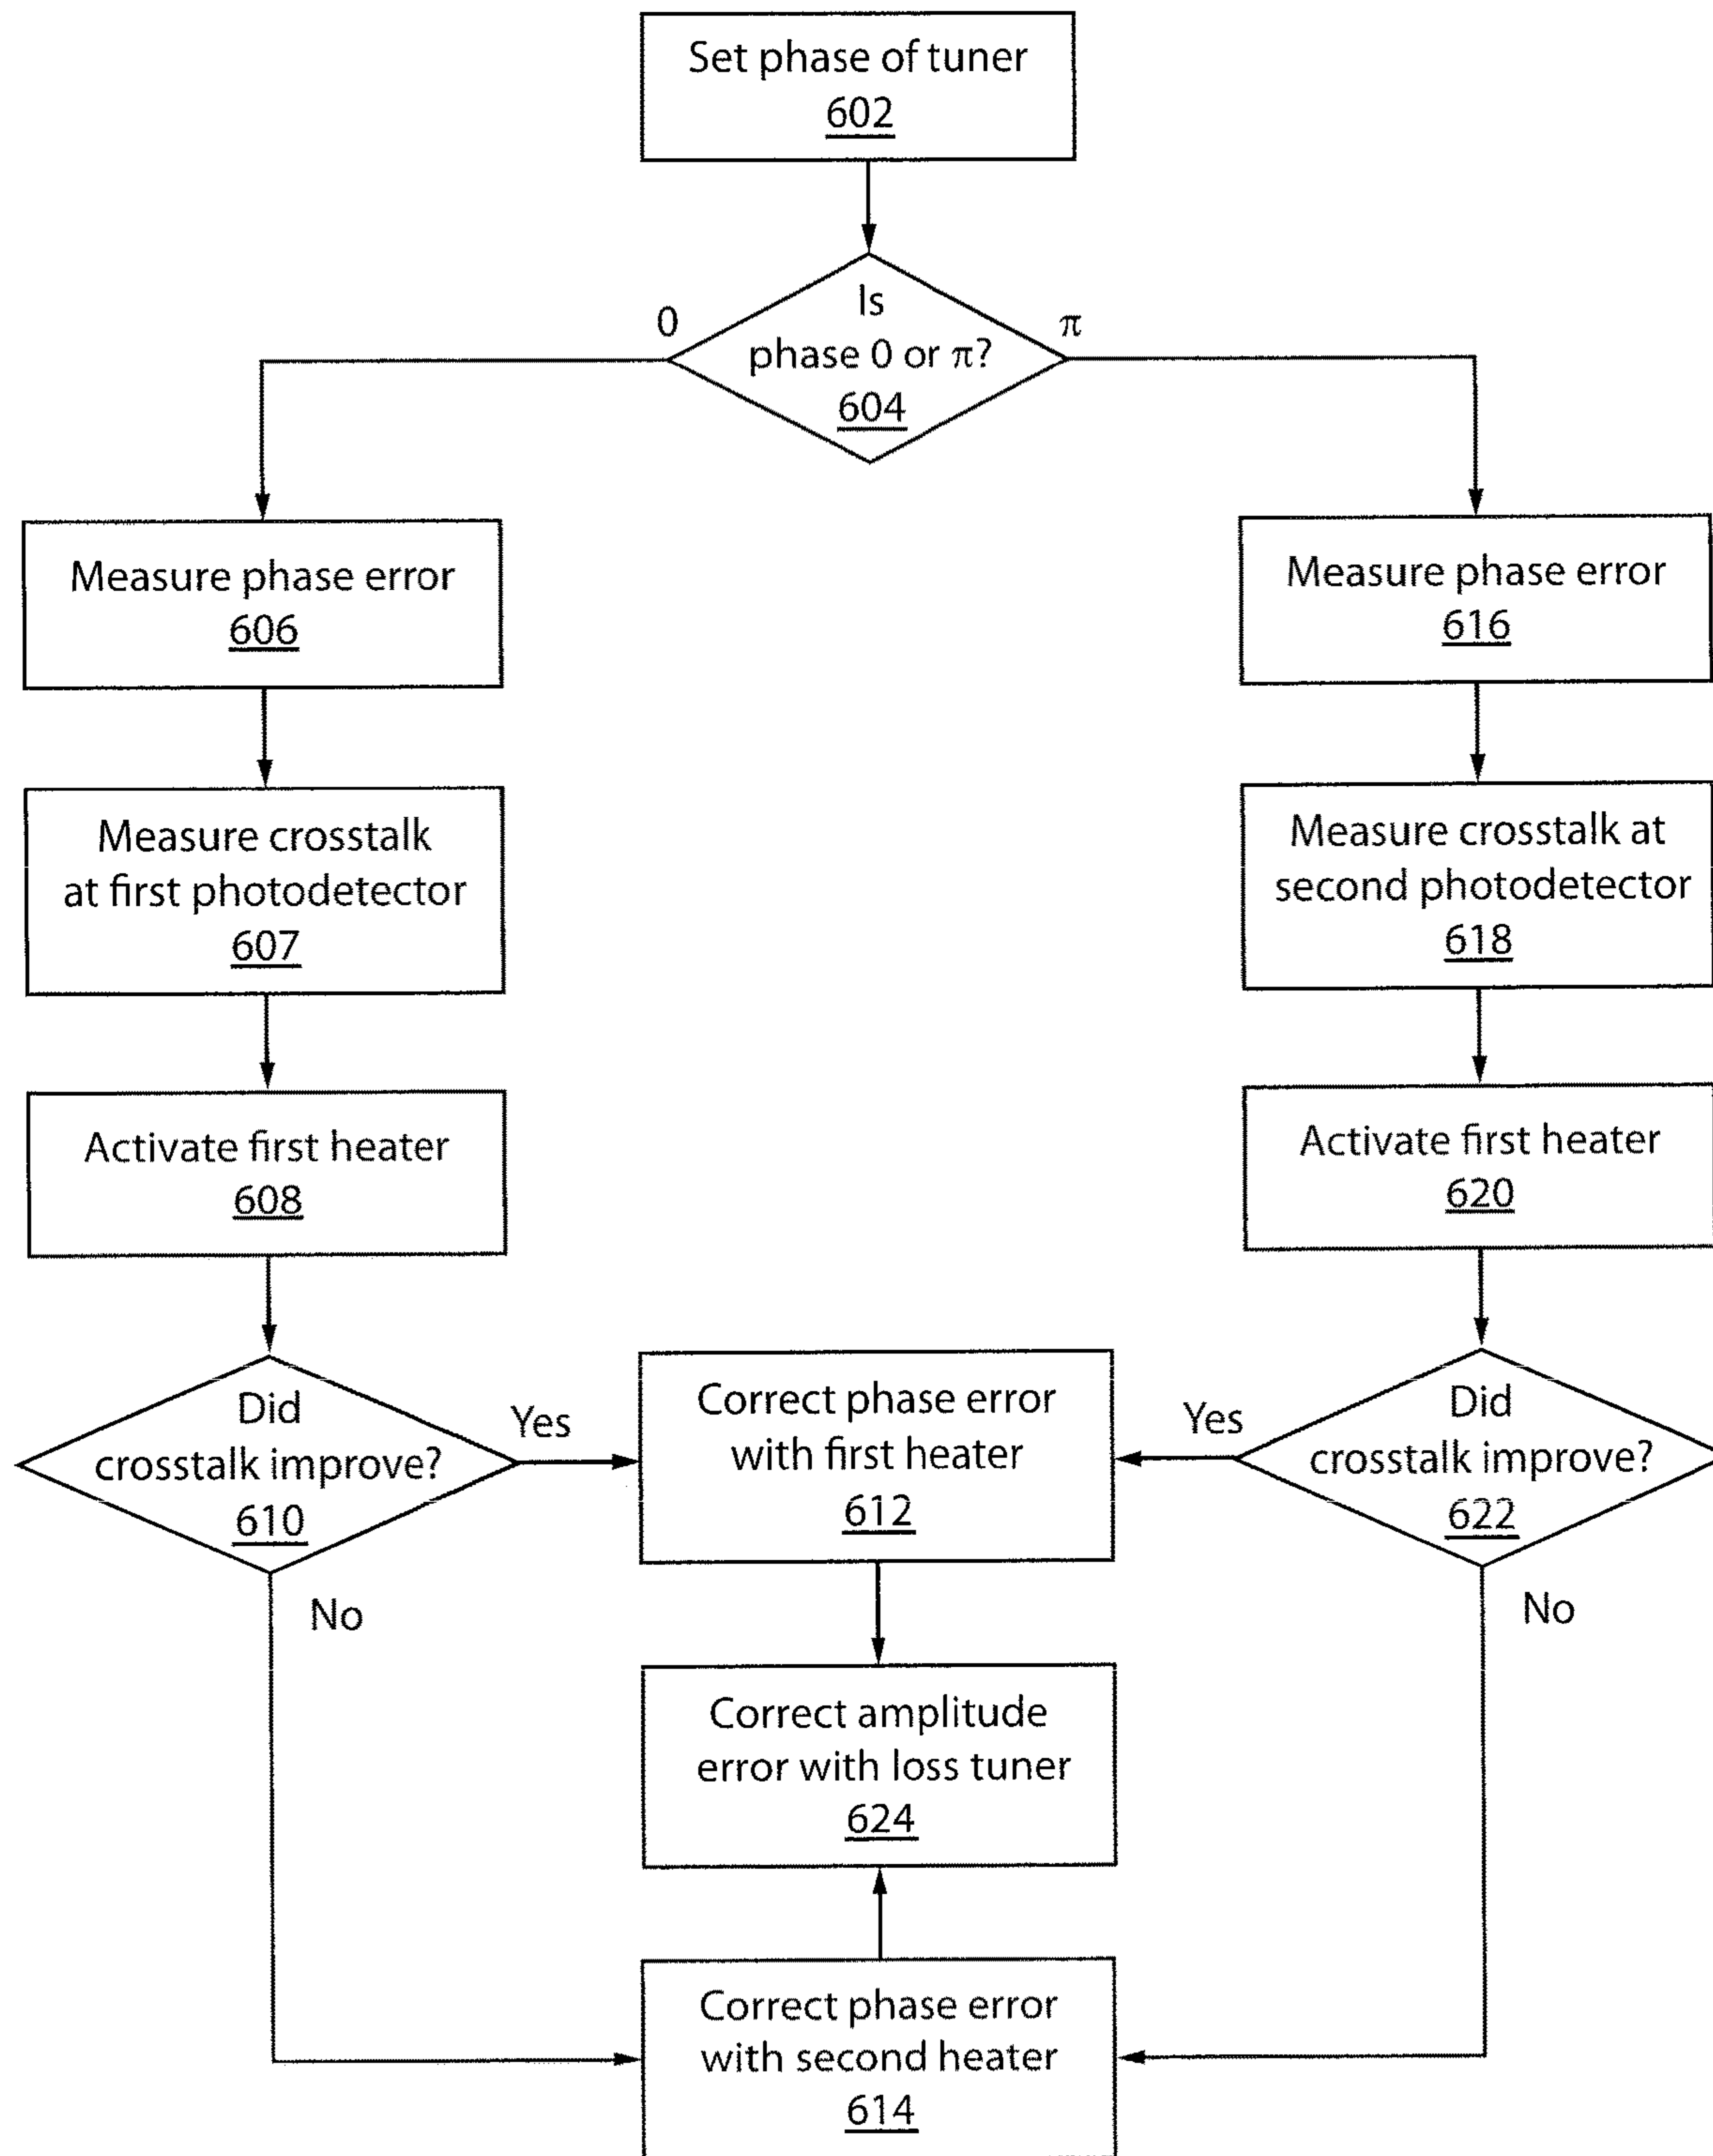 Set phase of tuner
602
Is
phase 0 or π?
604
0
π
Measure phase error
606
Measure phase error
616
Measure crosstalk
at first photodetector
607
Measure crosstalk at
second photodetector
618
Activate first heater
608
Activate first heater
620
Did
crosstalk improve?
610
Yes
No
Correct phase error
with first heater
612
Yes
Did
crosstalk improve?
622
No
Correct amplitude
error with loss tuner
624
Correct phase error
with second heater
614